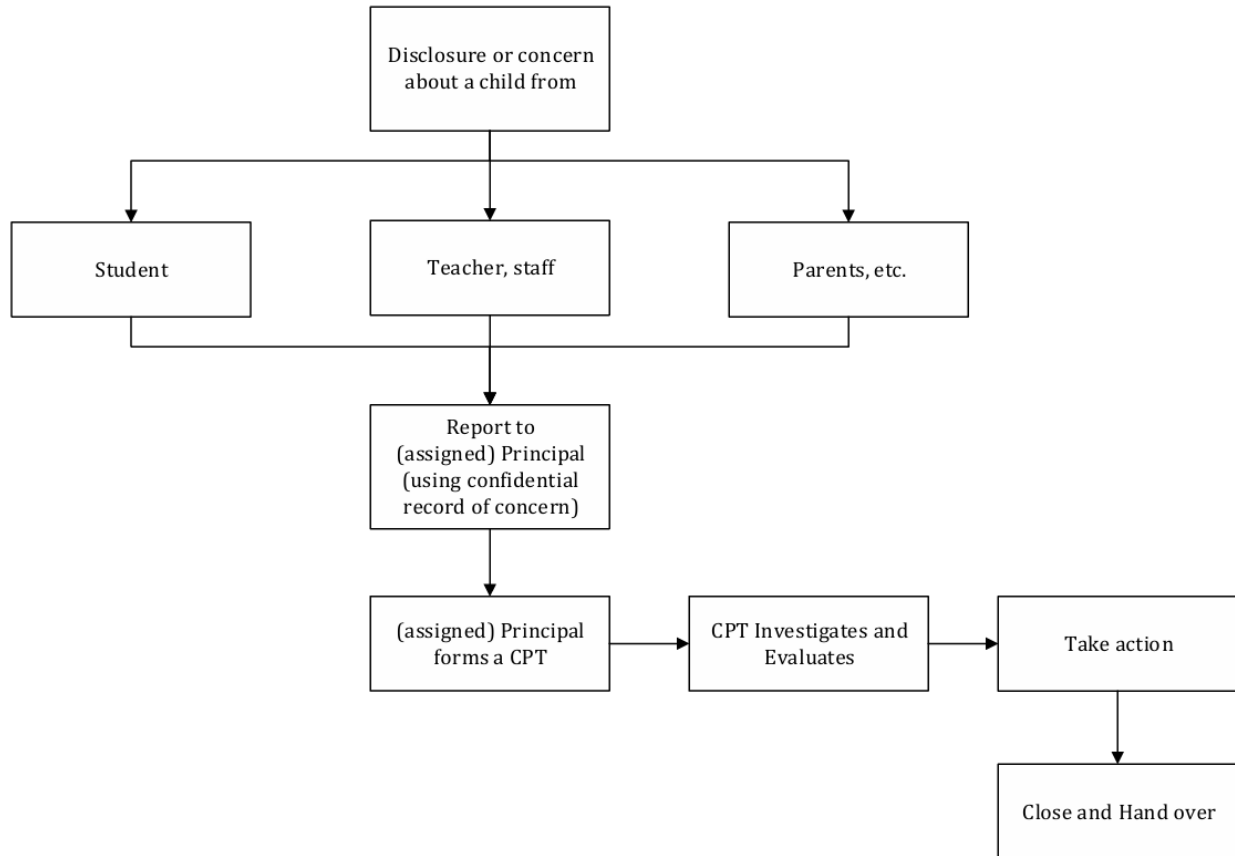 Disclosure or concern
about a child from
Student
Teacher, staff
Parents, etc.
Report to
(assigned) Principal
(using confidential
record of concern)
(assigned) Principal
forms a CPT
CPT Investigates and
Evaluates
Take action
Close and Hand over